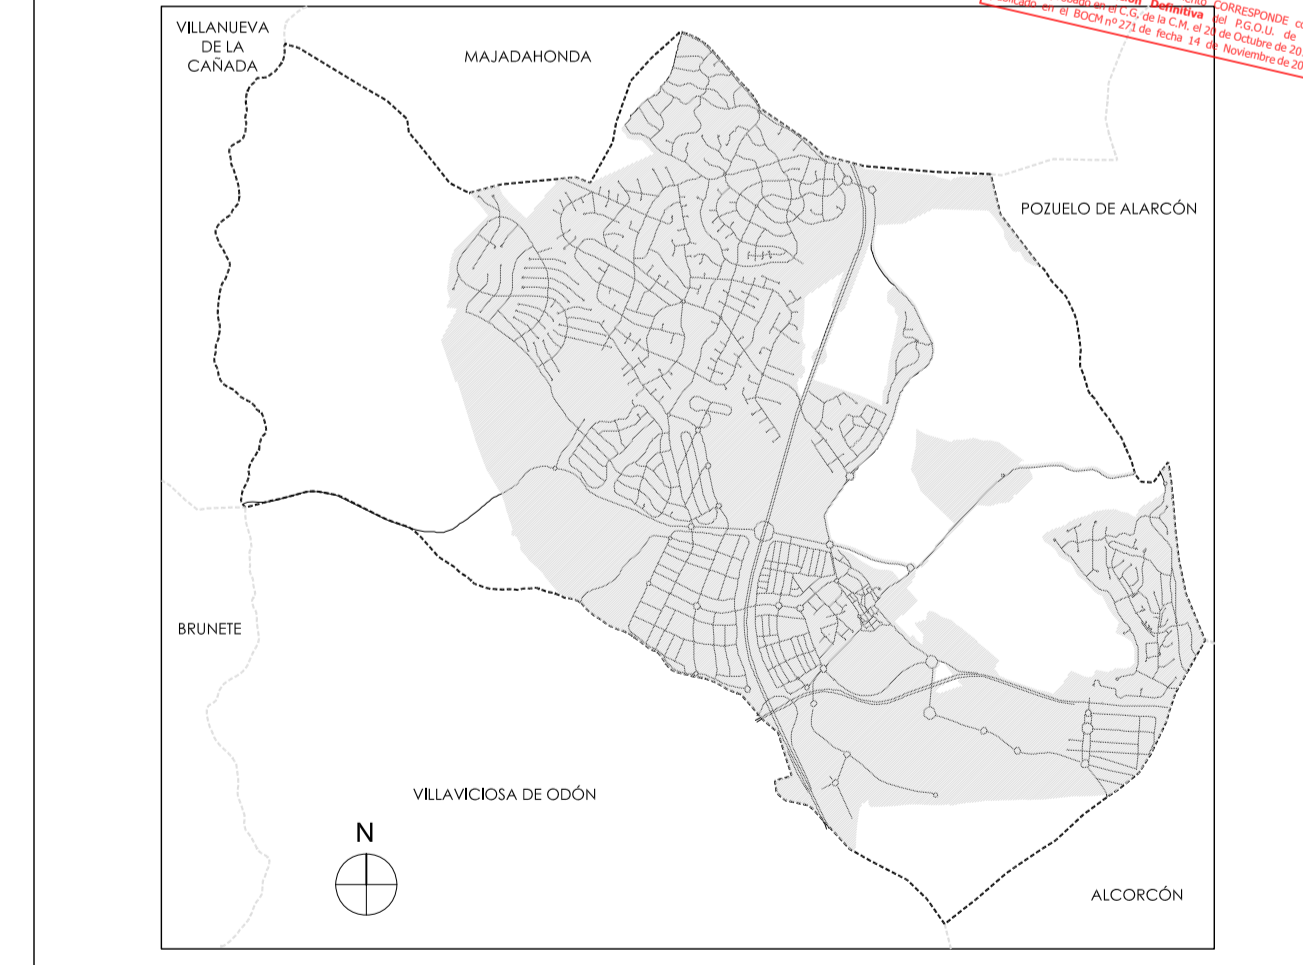 CORRESPONDE
Definitiva del P.G.O.U. de
en el C.G. de la C.M. el 20 de Octubre de 20
en el BOCM nº 271 de fecha 14 de Noviembre de 20
VILLANUEVA
DE LA
CAÑADA
MAJADAHONDA
POZUELO DE ALARCÓN
BRUNETE
VILLAVICIOSA DE ODÓN
N
ALCORCÓN